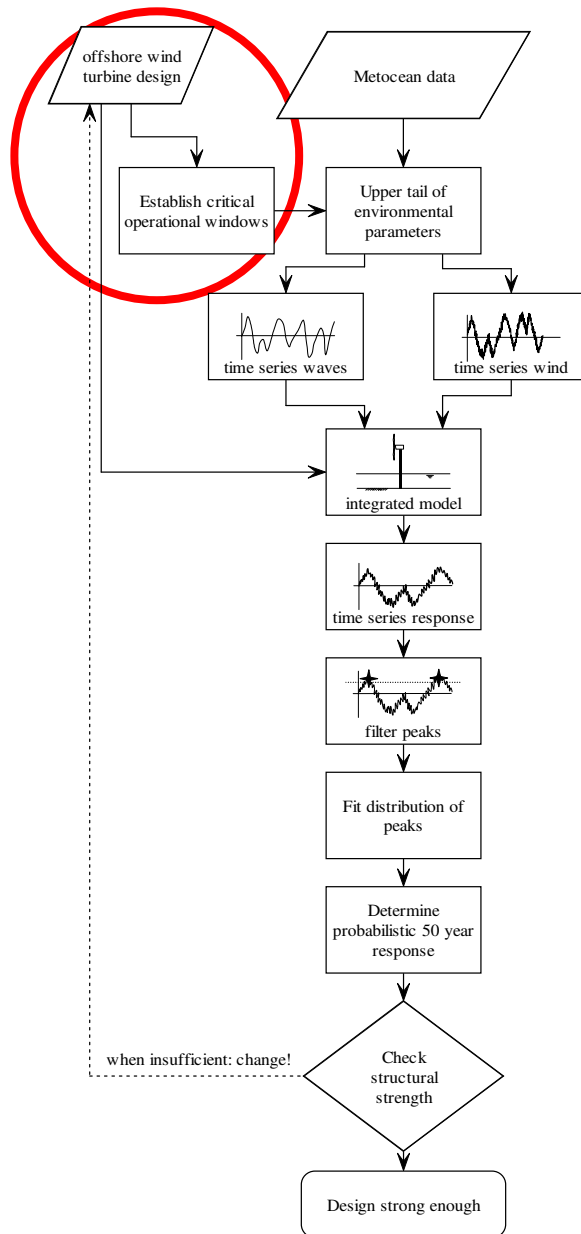 offshore wind
turbine design
Metocean data
Establish critical
operational windows
Upper tail of
environmental
parameters
time series waves
time series wind
integrated model
time series response
filter peaks
Fit distribution of
peaks
Determine
probabilistic 50 year
response
when insufficient: change!
Check
structural
strength
Design strong enough